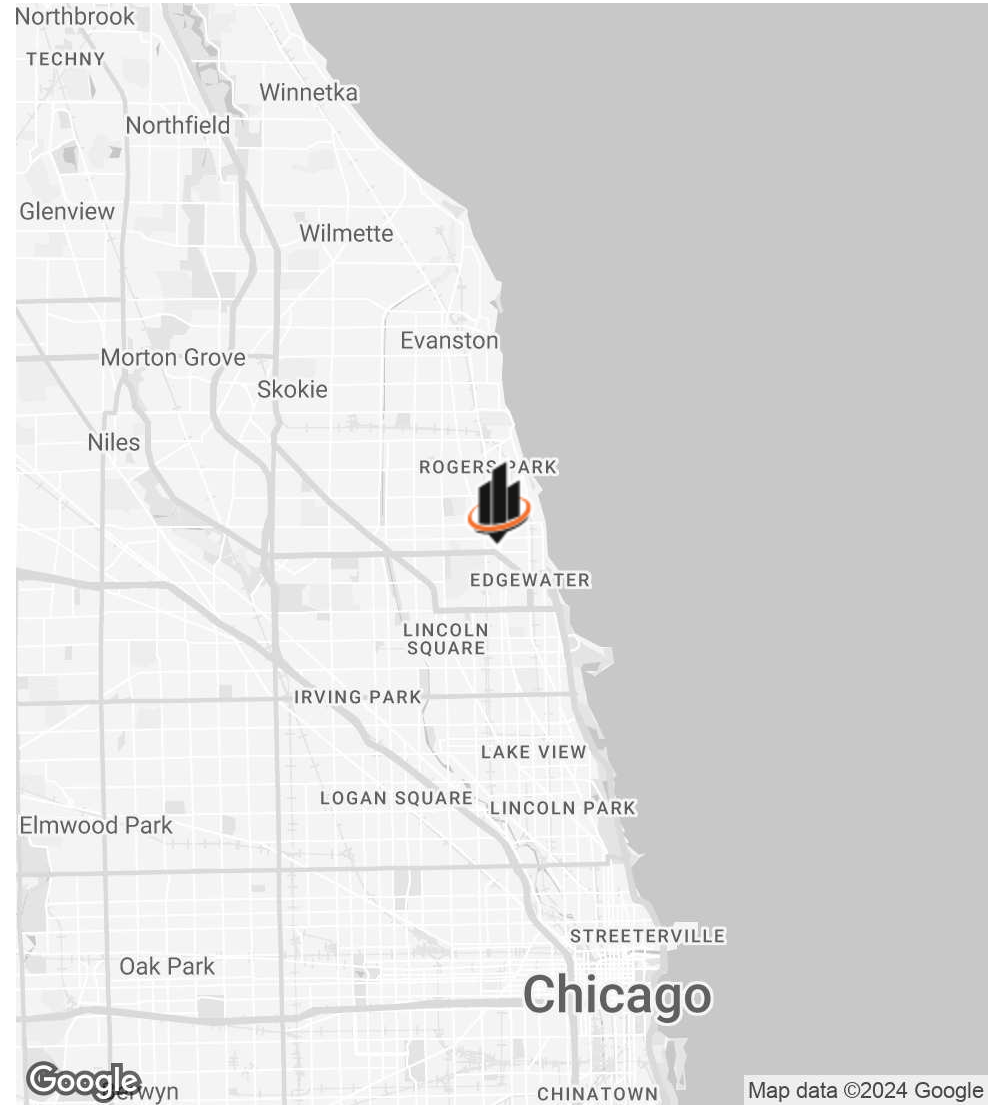 Northbrook
TECHNY
Winnetka
Northfield
Glenview
Wilmette
Evanston
Morton Grove
Skokie
Niles
ROGERS PARK
EDGEWATER
LINCOLN
SQUARE
IRVING PARK
LAKE VIEW
LOGAN SQUARE
LINCOLN PARK
Elmwood Park
STREETERVILLE
Oak Park
Chicago
Google
Berwyn
CHINATOWN
Map data ©2024 Google